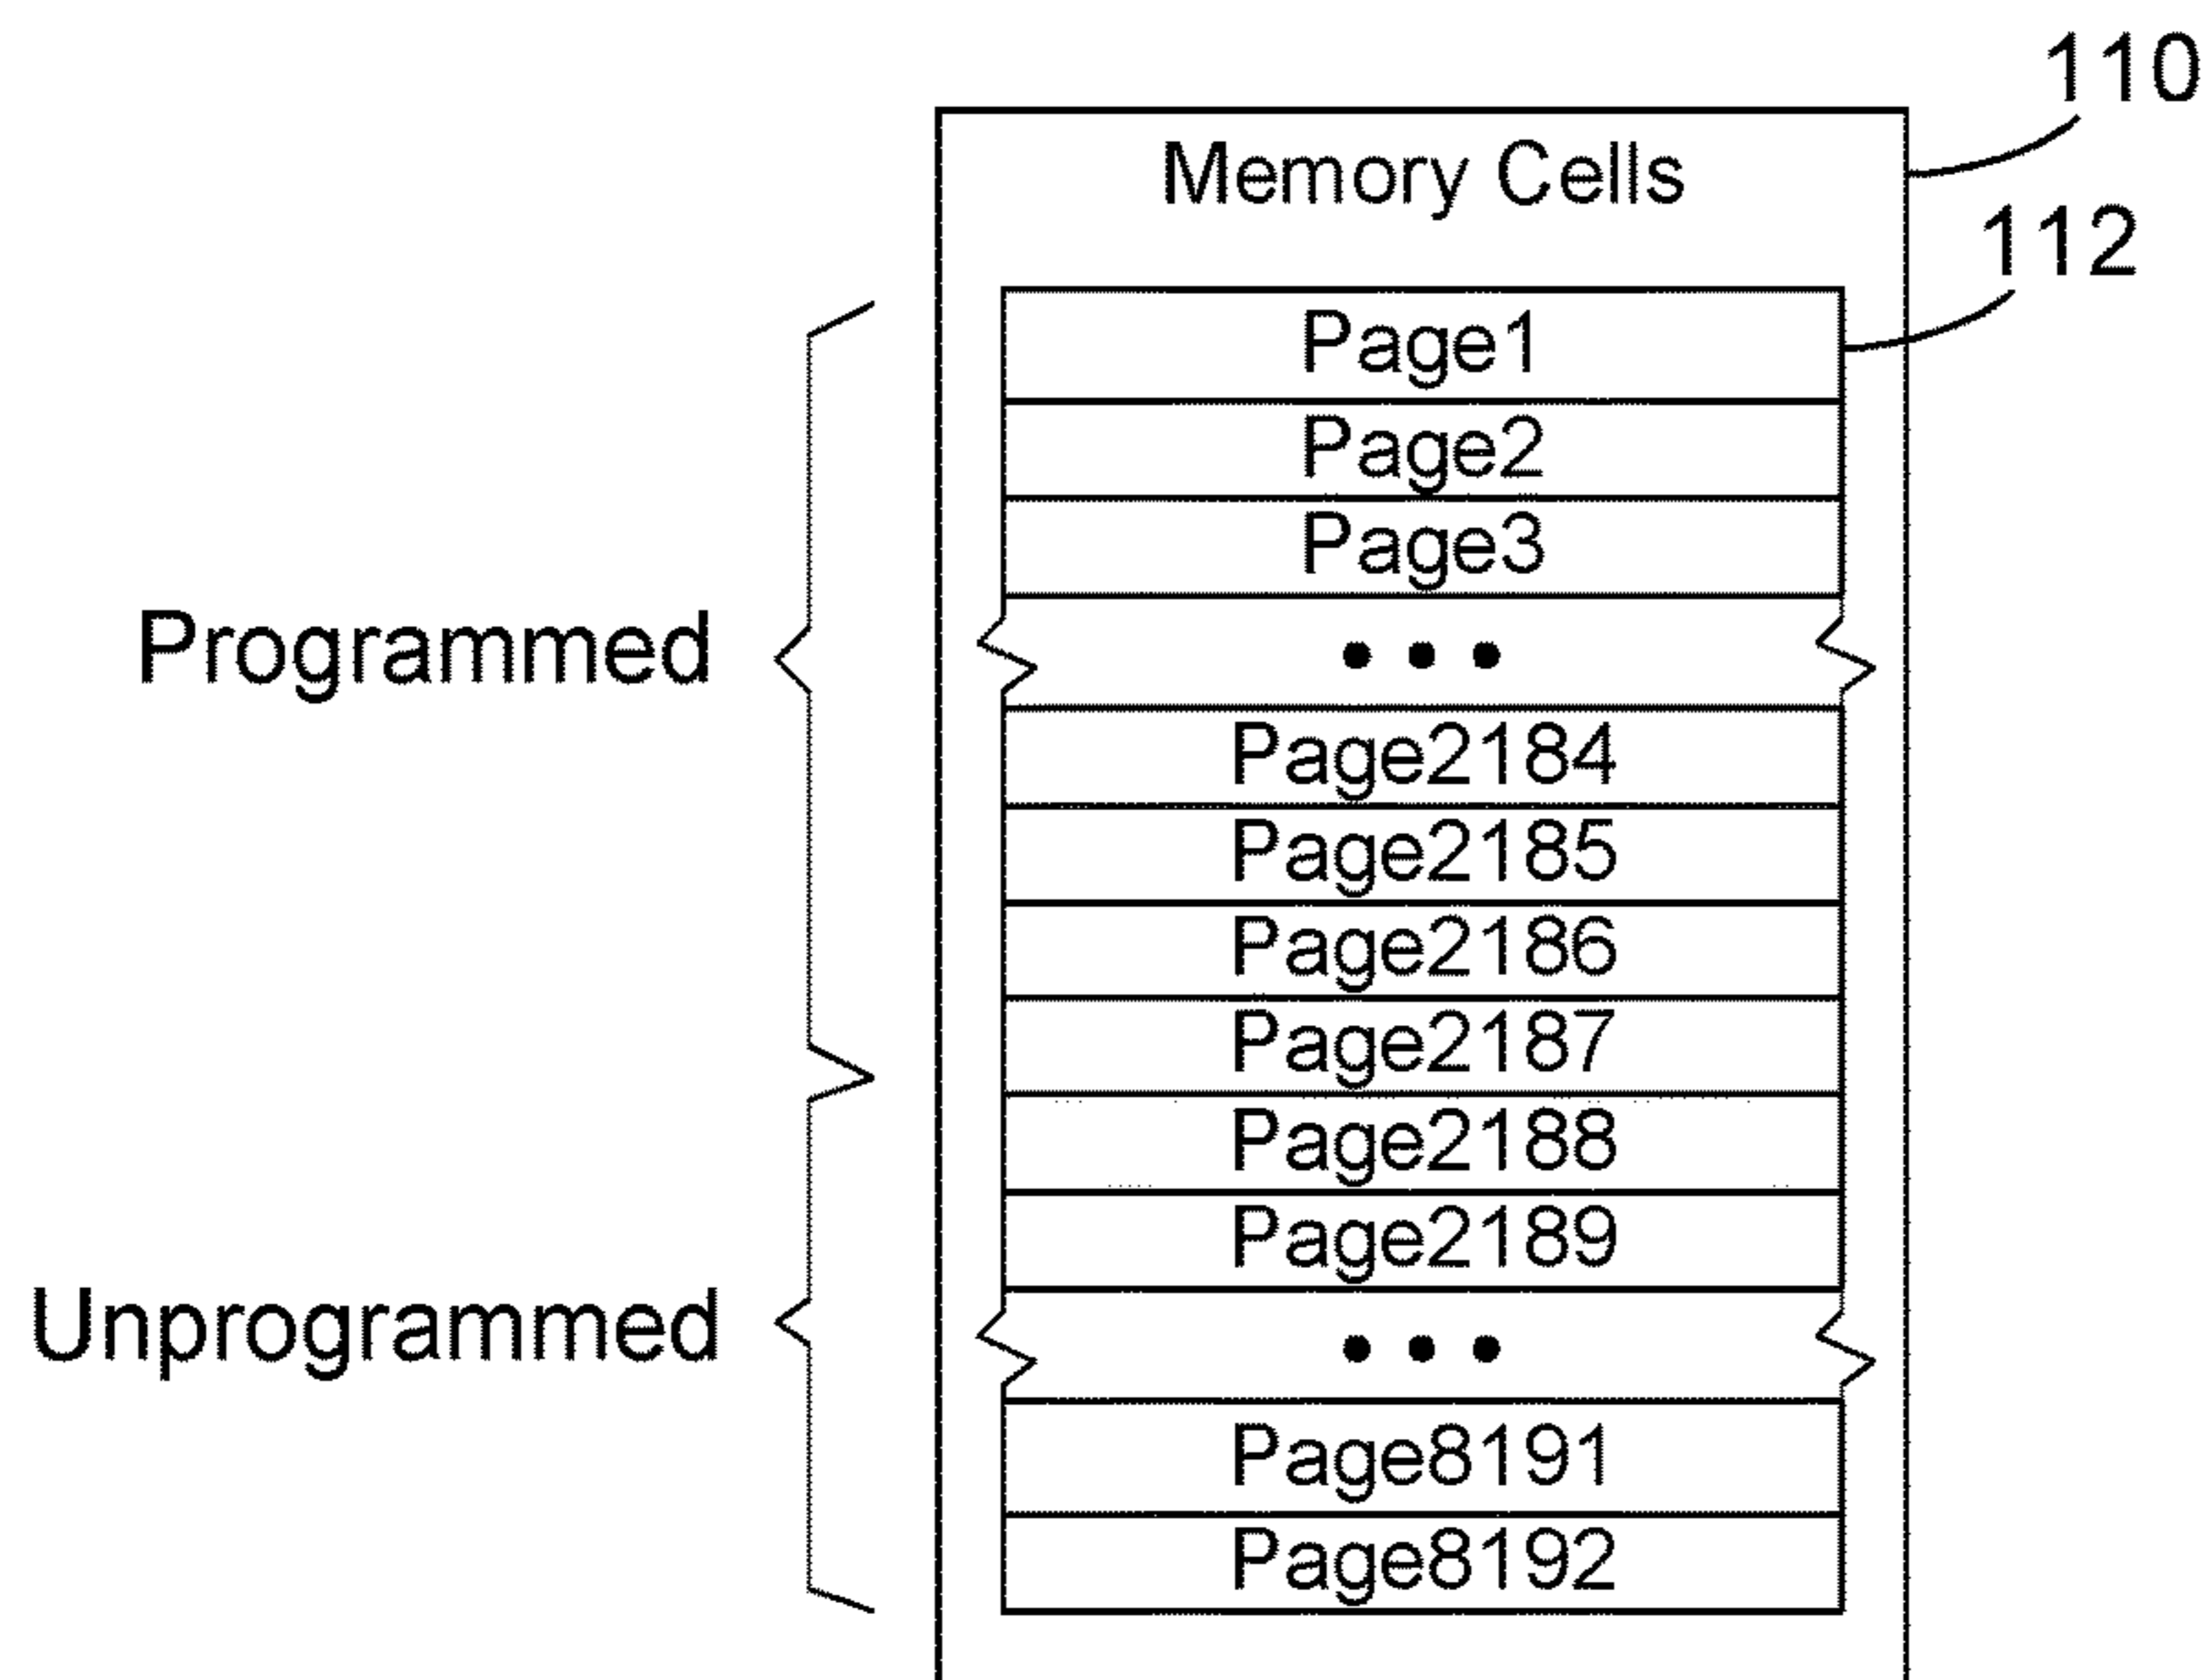 110
Memory Cells
112
Page1
Page2
Page3
Programmed
• • •
Page2184
Page2185
Page2186
Page2187
Page2188
Page2189
Unprogrammed
• • •
Page8191
Page8192